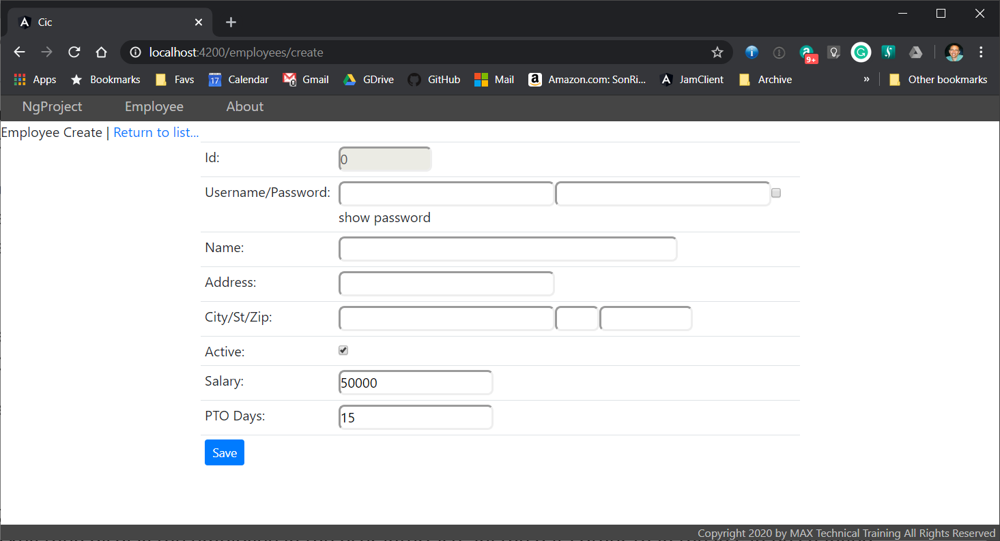 Cic
localhost:4200/employees/create
9+
Apps Bookmarks Favs 17 Calendar Gmail GDrive GitHub Mail Amazon.com: SonRi... JamClient Archive » Other bookmarks
NgProject Employee About
Employee Create | Return to list...
Id: 0
Username/Password:
show password
Name:
Address:
City/St/Zip:
Active:
Salary: 50000
PTO Days: 15
Save
Copyright 2020 by MAX Technical Training All Rights Reserved